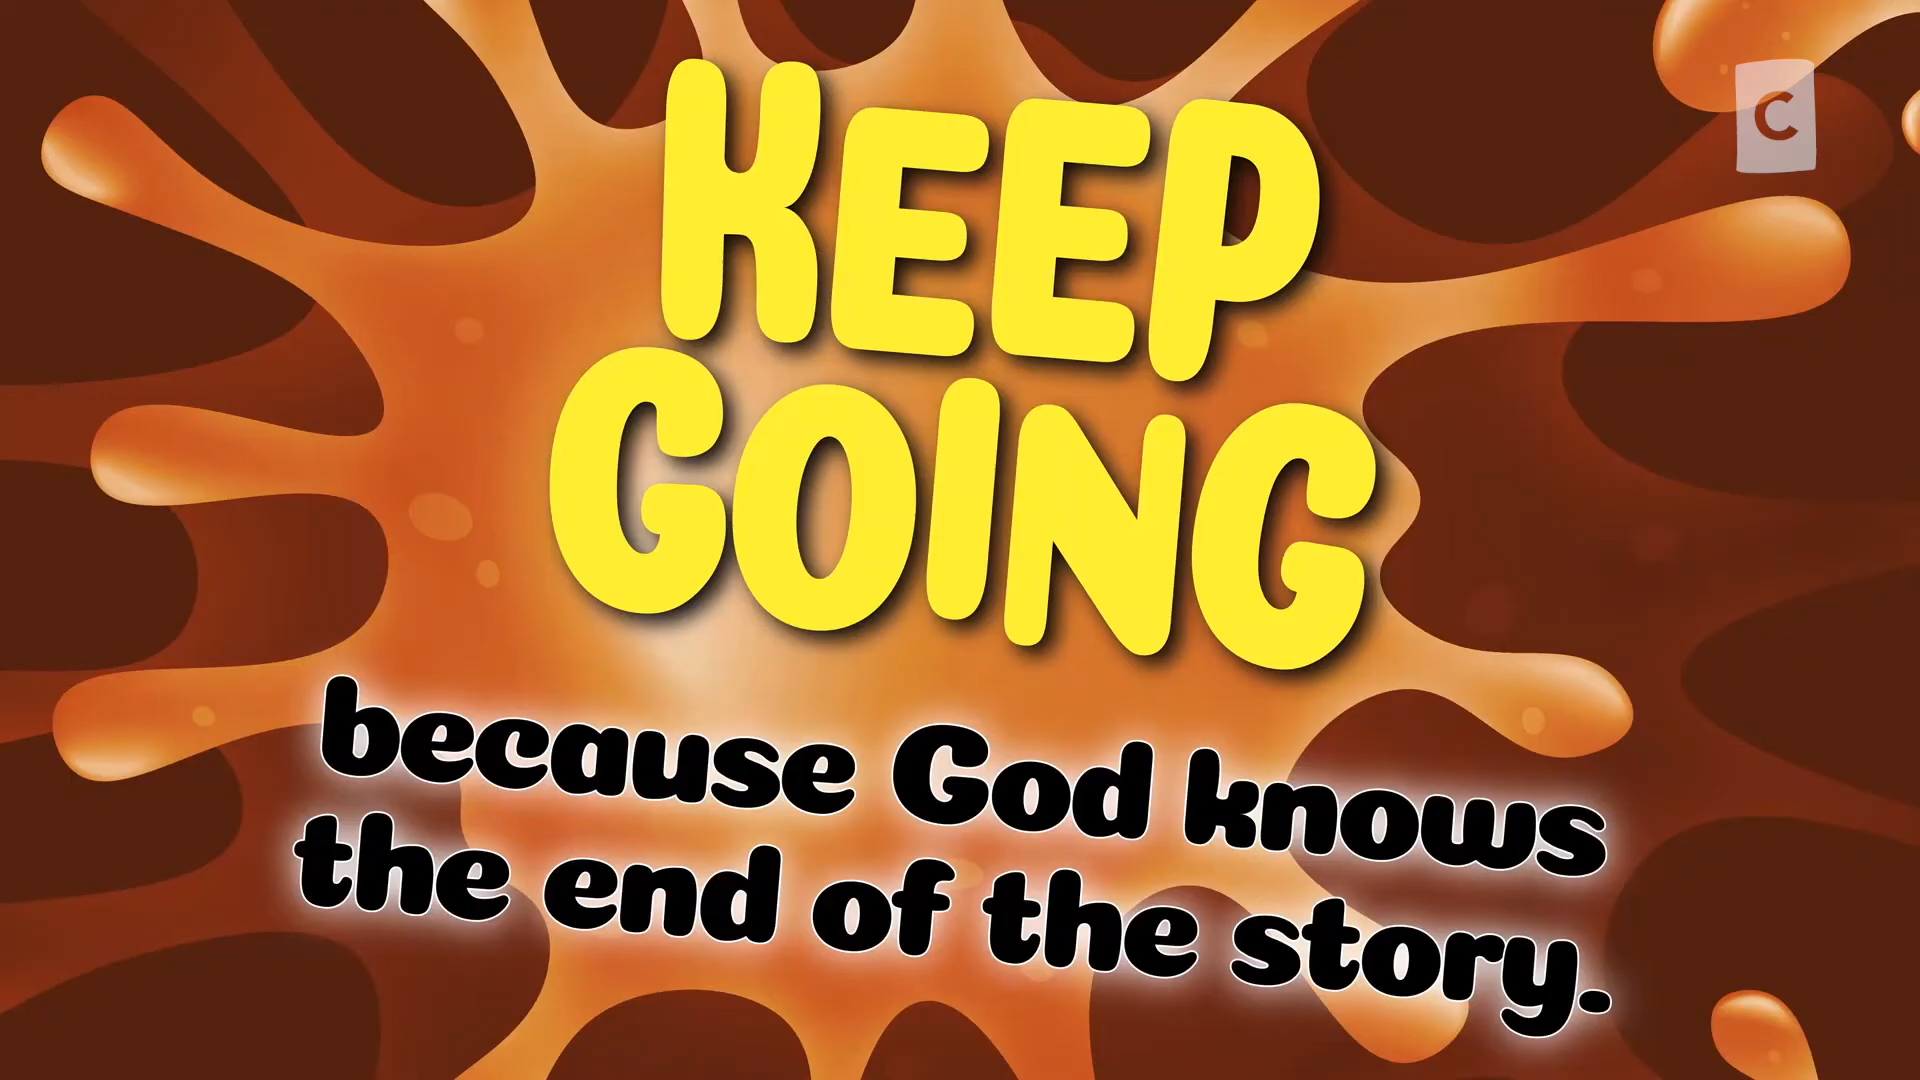 KEEP
GOING
because God knows
the end of the story.
C